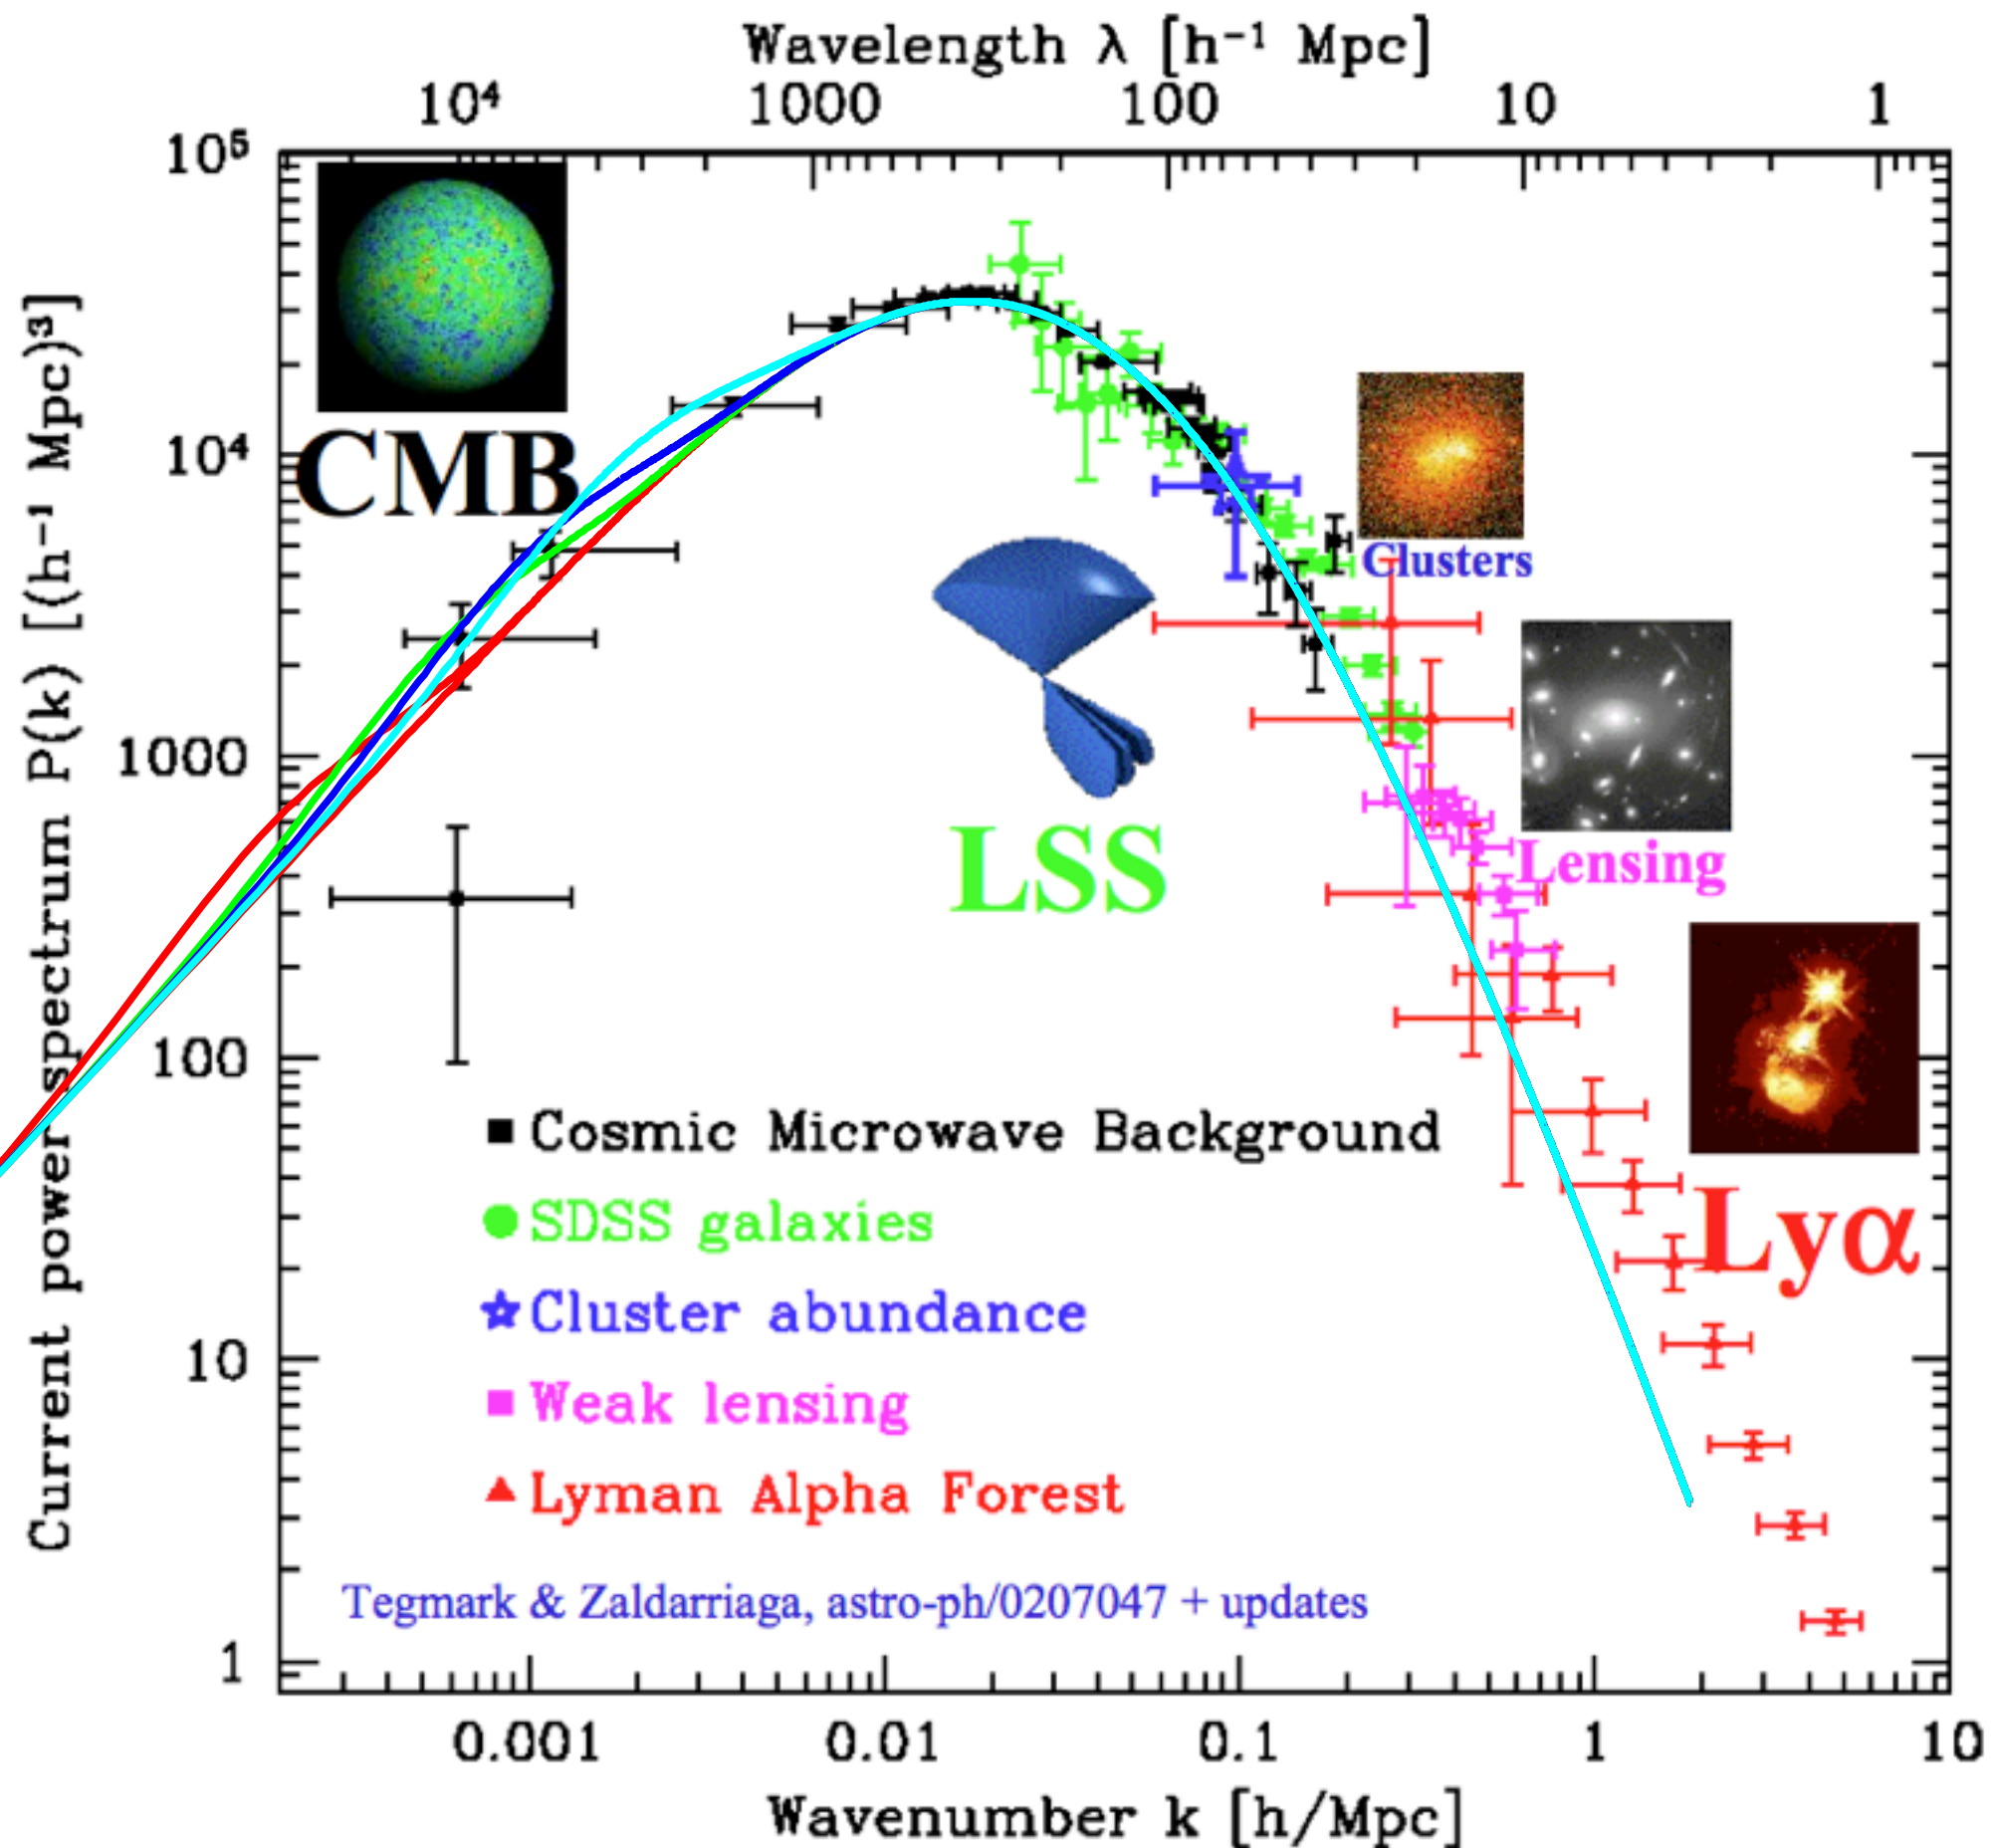 Wavelength λ [h⁻¹ Mpc]
10⁴ 1000 100 10 1
10⁵
10⁴
1000
100
10
1
Current power spectrum P(k) [(h⁻¹ Mpc)³]
CMB
Clusters
LSS
Lensing
Lyα
Cosmic Microwave Background
SDSS galaxies
Cluster abundance
Weak lensing
Lyman Alpha Forest
Tegmark & Zaldarriaga, astro-ph/0207047 + updates
0.001 0.01 0.1 1 10
Wavenumber k [h/Mpc]